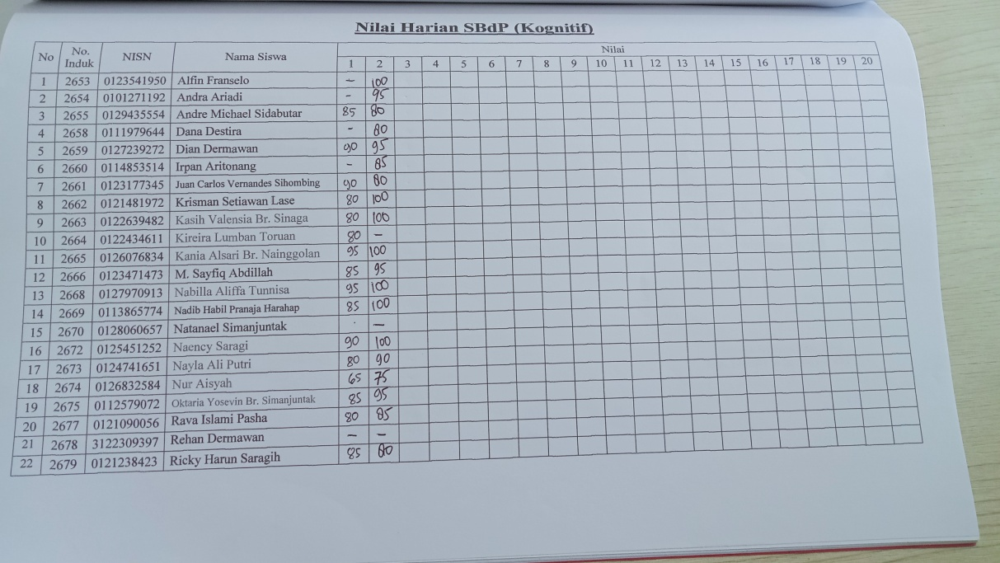 Nilai Harian SBdP (Kognitif)
No No. Induk NISN Nama Siswa Nilai
1 2 3 4 5 6 7 8 9 10 11 12 13 14 15 16 17 18 19 20
1 2653 0123541950 Alfin Franselo – 100
2 2654 0101271192 Andra Ariadi - 95
3 2655 0129435554 Andre Michael Sidabutar 85 80
4 2658 0111979644 Dana Destira - 80
5 2659 0127239272 Dian Dermawan 90 95
6 2660 0114853514 Irpan Aritonang - 85
7 2661 0123177345 Juan Carlos Vernandes Sihombing 90 80
8 2662 0121481972 Krisman Setiawan Lase 80 100
9 2663 0122639482 Kasih Valensia Br. Sinaga 80 100
10 2664 0122434611 Kireira Lumban Toruan 80 –
11 2665 0126076834 Kania Alsari Br. Nainggolan 95 100
12 2666 0123471473 M. Sayfiq Abdillah 85 95
13 2668 0127970913 Nabilla Aliffa Tunnisa 95 100
14 2669 0113865774 Nadib Habil Pranaja Harahap 85 100
15 2670 0128060657 Natanael Simanjuntak · –
16 2672 0125451252 Naency Saragi 90 100
17 2673 0124741651 Nayla Ali Putri 80 90
18 2674 0126832584 Nur Aisyah 65 75
19 2675 0112579072 Oktaria Yosevin Br. Simanjuntak 85 95
20 2677 0121090056 Rava Islami Pasha 80 85
21 2678 3122309397 Rehan Dermawan – –
22 2679 0121238423 Ricky Harun Saragih 85